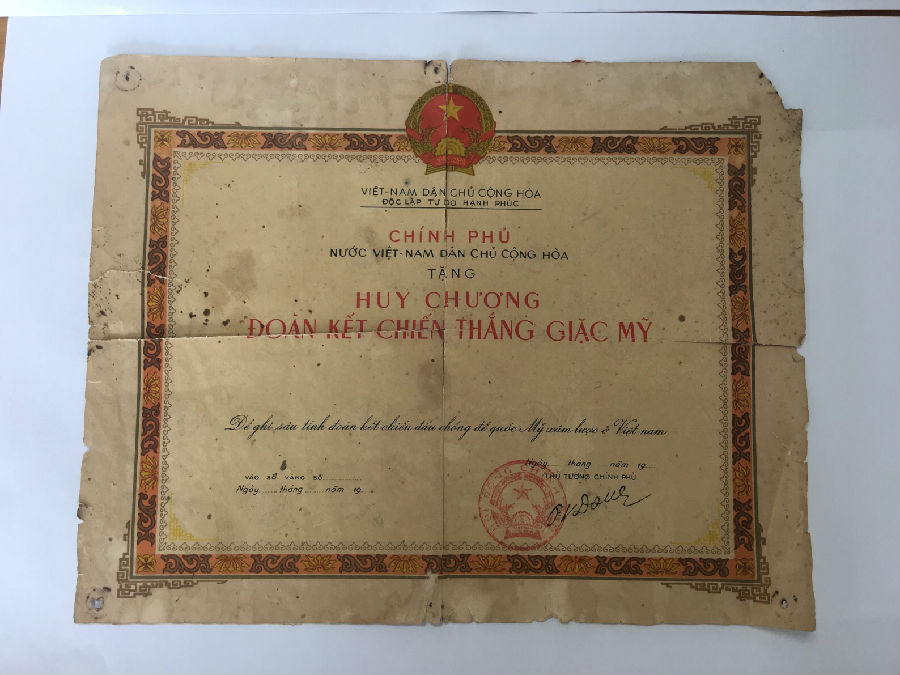 VIỆT-NAM DÂN CHỦ CỘNG HÒA
ĐỘC LẬP TỰ DO HẠNH PHÚC
CHÍNH PHỦ
NƯỚC VIỆT-NAM DÂN CHỦ CỘNG HÒA
TẶNG
HUY CHƯƠNG
ĐOÀN KẾT CHIẾN THẮNG GIẶC MỸ
Để ghi sâu tình đoàn kết chiến đấu chống đế quốc Mỹ xâm lược ở Việt nam
Ngày..... tháng ..... năm 19.....
VÀO SỔ VÀNG SỐ............
THỦ TƯỚNG CHÍNH PHỦ
Ngày.......tháng........năm 19.....